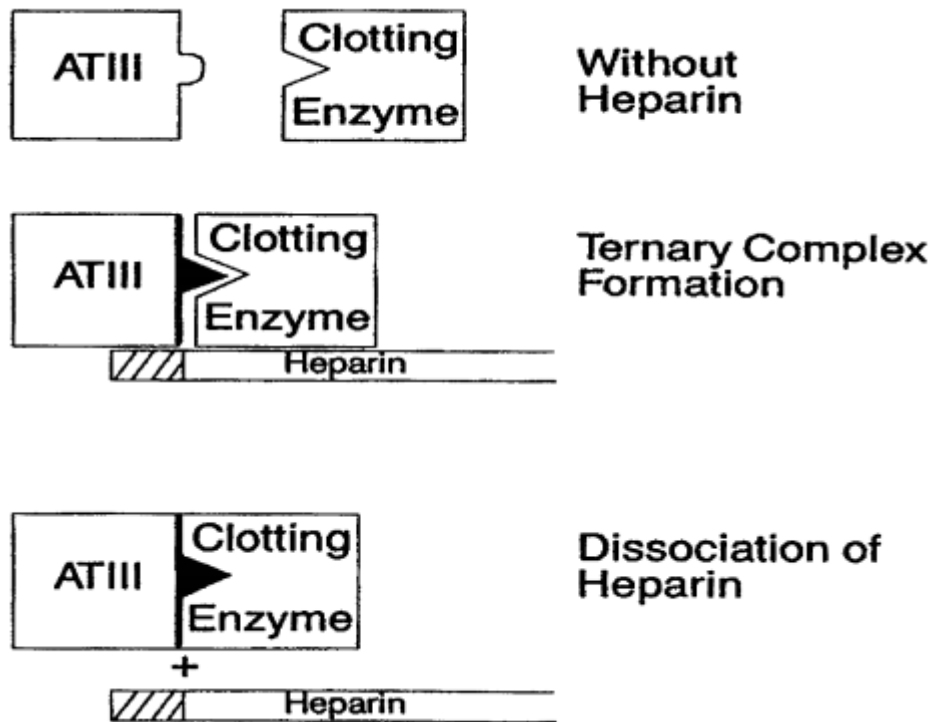 ATIII
Clotting
Enzyme
Without
Heparin
ATIII
Clotting
Enzyme
Heparin
Ternary Complex
Formation
ATIII
Clotting
Enzyme
+
Heparin
Dissociation of
Heparin